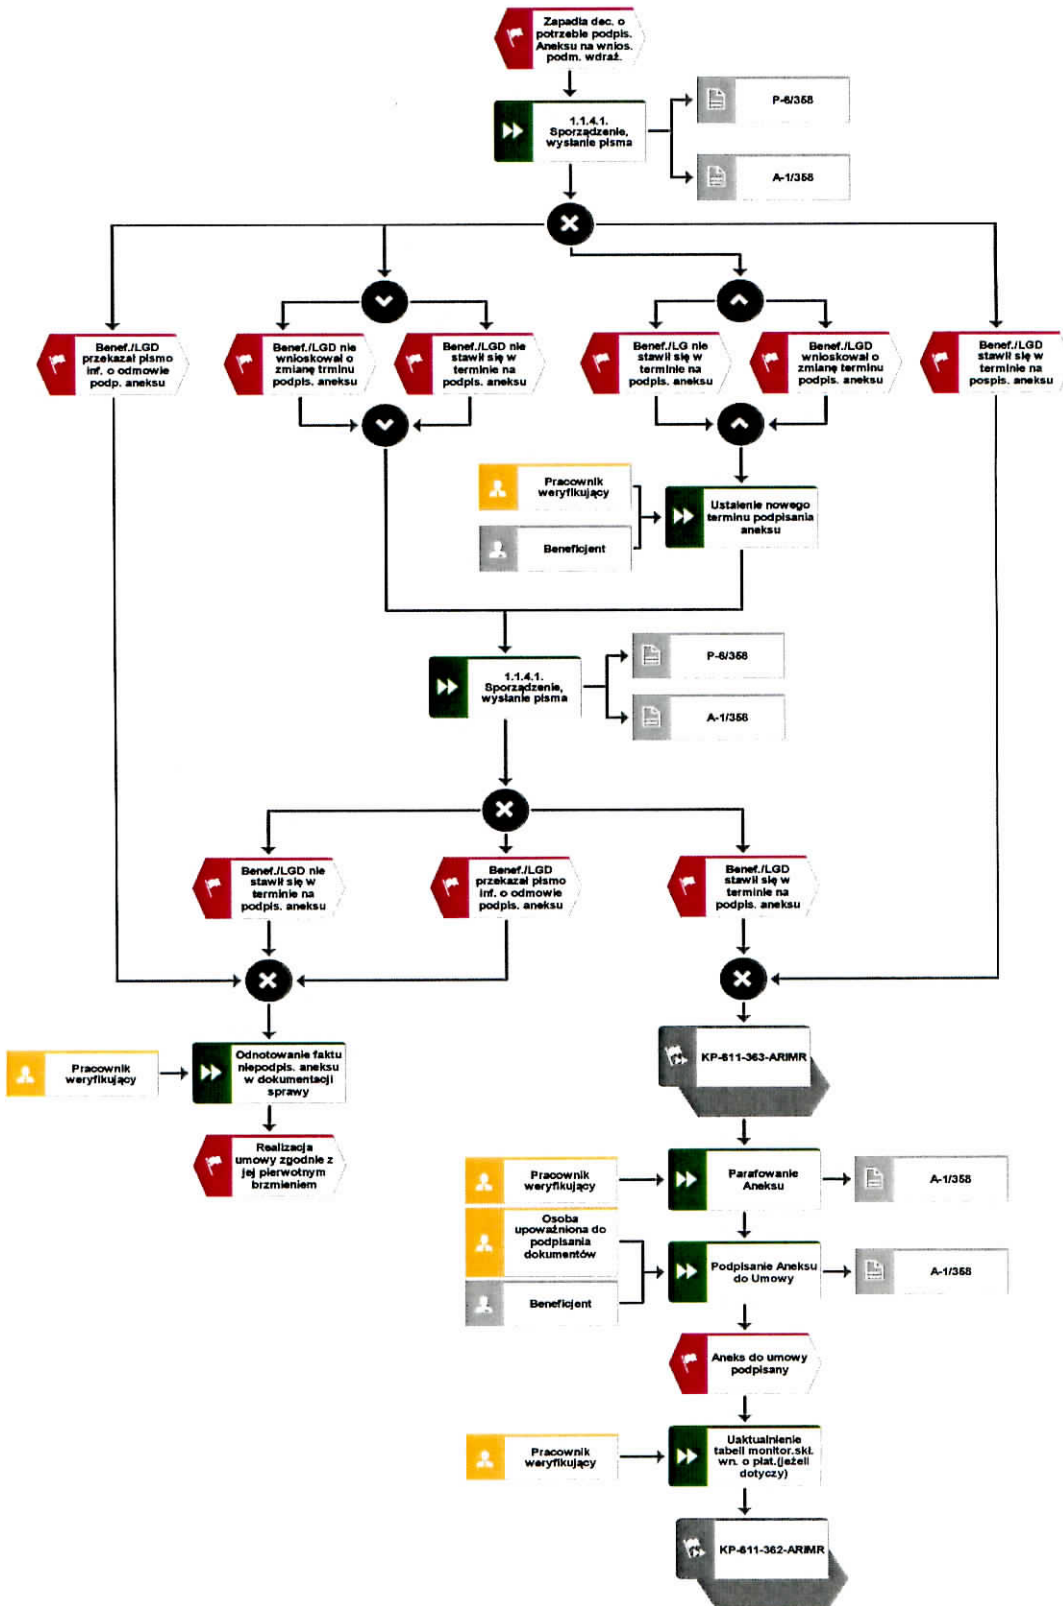 Zapadła dec. o
potrzebie podpis.
Aneksu na wnios.
podm. wdraż.
1.1.4.1.
Sporządzenie,
wysłanie pisma
P-6/358
A-1/358
Benef./LGD
przekazał pismo
inf. o odmowie
podp. aneksu
Benef./LGD nie
wnioskował o
zmianę trminu
podpis. aneksu
Benef./LGD nie
stawił się w
terminie na
podpis. aneksu
Benef./LG nie
stawił się w
terminie na
podpis. aneksu
Benef./LGD
wnioskował o
zmianę terminu
podpis. aneksu
Benef./LGD
stawił się w
terminie na
pospis. aneksu
Pracownik
weryfikujący
Beneficjent
Ustalenie nowego
terminu podpisania
aneksu
1.1.4.1.
Sporządzenie,
wysłanie pisma
P-6/358
A-1/358
Benef./LGD nie
stawił się w
terminie na
podpis. aneksu
Benef./LGD
przekazał pismo
inf. o odmowie
podpis. aneksu
Benef./LGD
stawił się w
terminie na
podpis. aneksu
Pracownik
weryfikujący
Odnotowanie faktu
niepodpis. aneksu
w dokumentacji
sprawy
Realizacja
umowy zgodnie z
jej pierwotnym
brzmieniem
KP-611-363-ARiMR
Pracownik
weryfikujący
Parafowanie
Aneksu
A-1/358
Osoba
upoważniona do
podpisania
dokumentów
Beneficjent
Podpisanie Aneksu
do Umowy
A-1/358
Aneks do umowy
podpisany
Pracownik
weryfikujący
Uaktualnienie
tabeli monitor.skł.
wn. o płat.(jeżeli
dotyczy)
KP-611-362-ARiMR